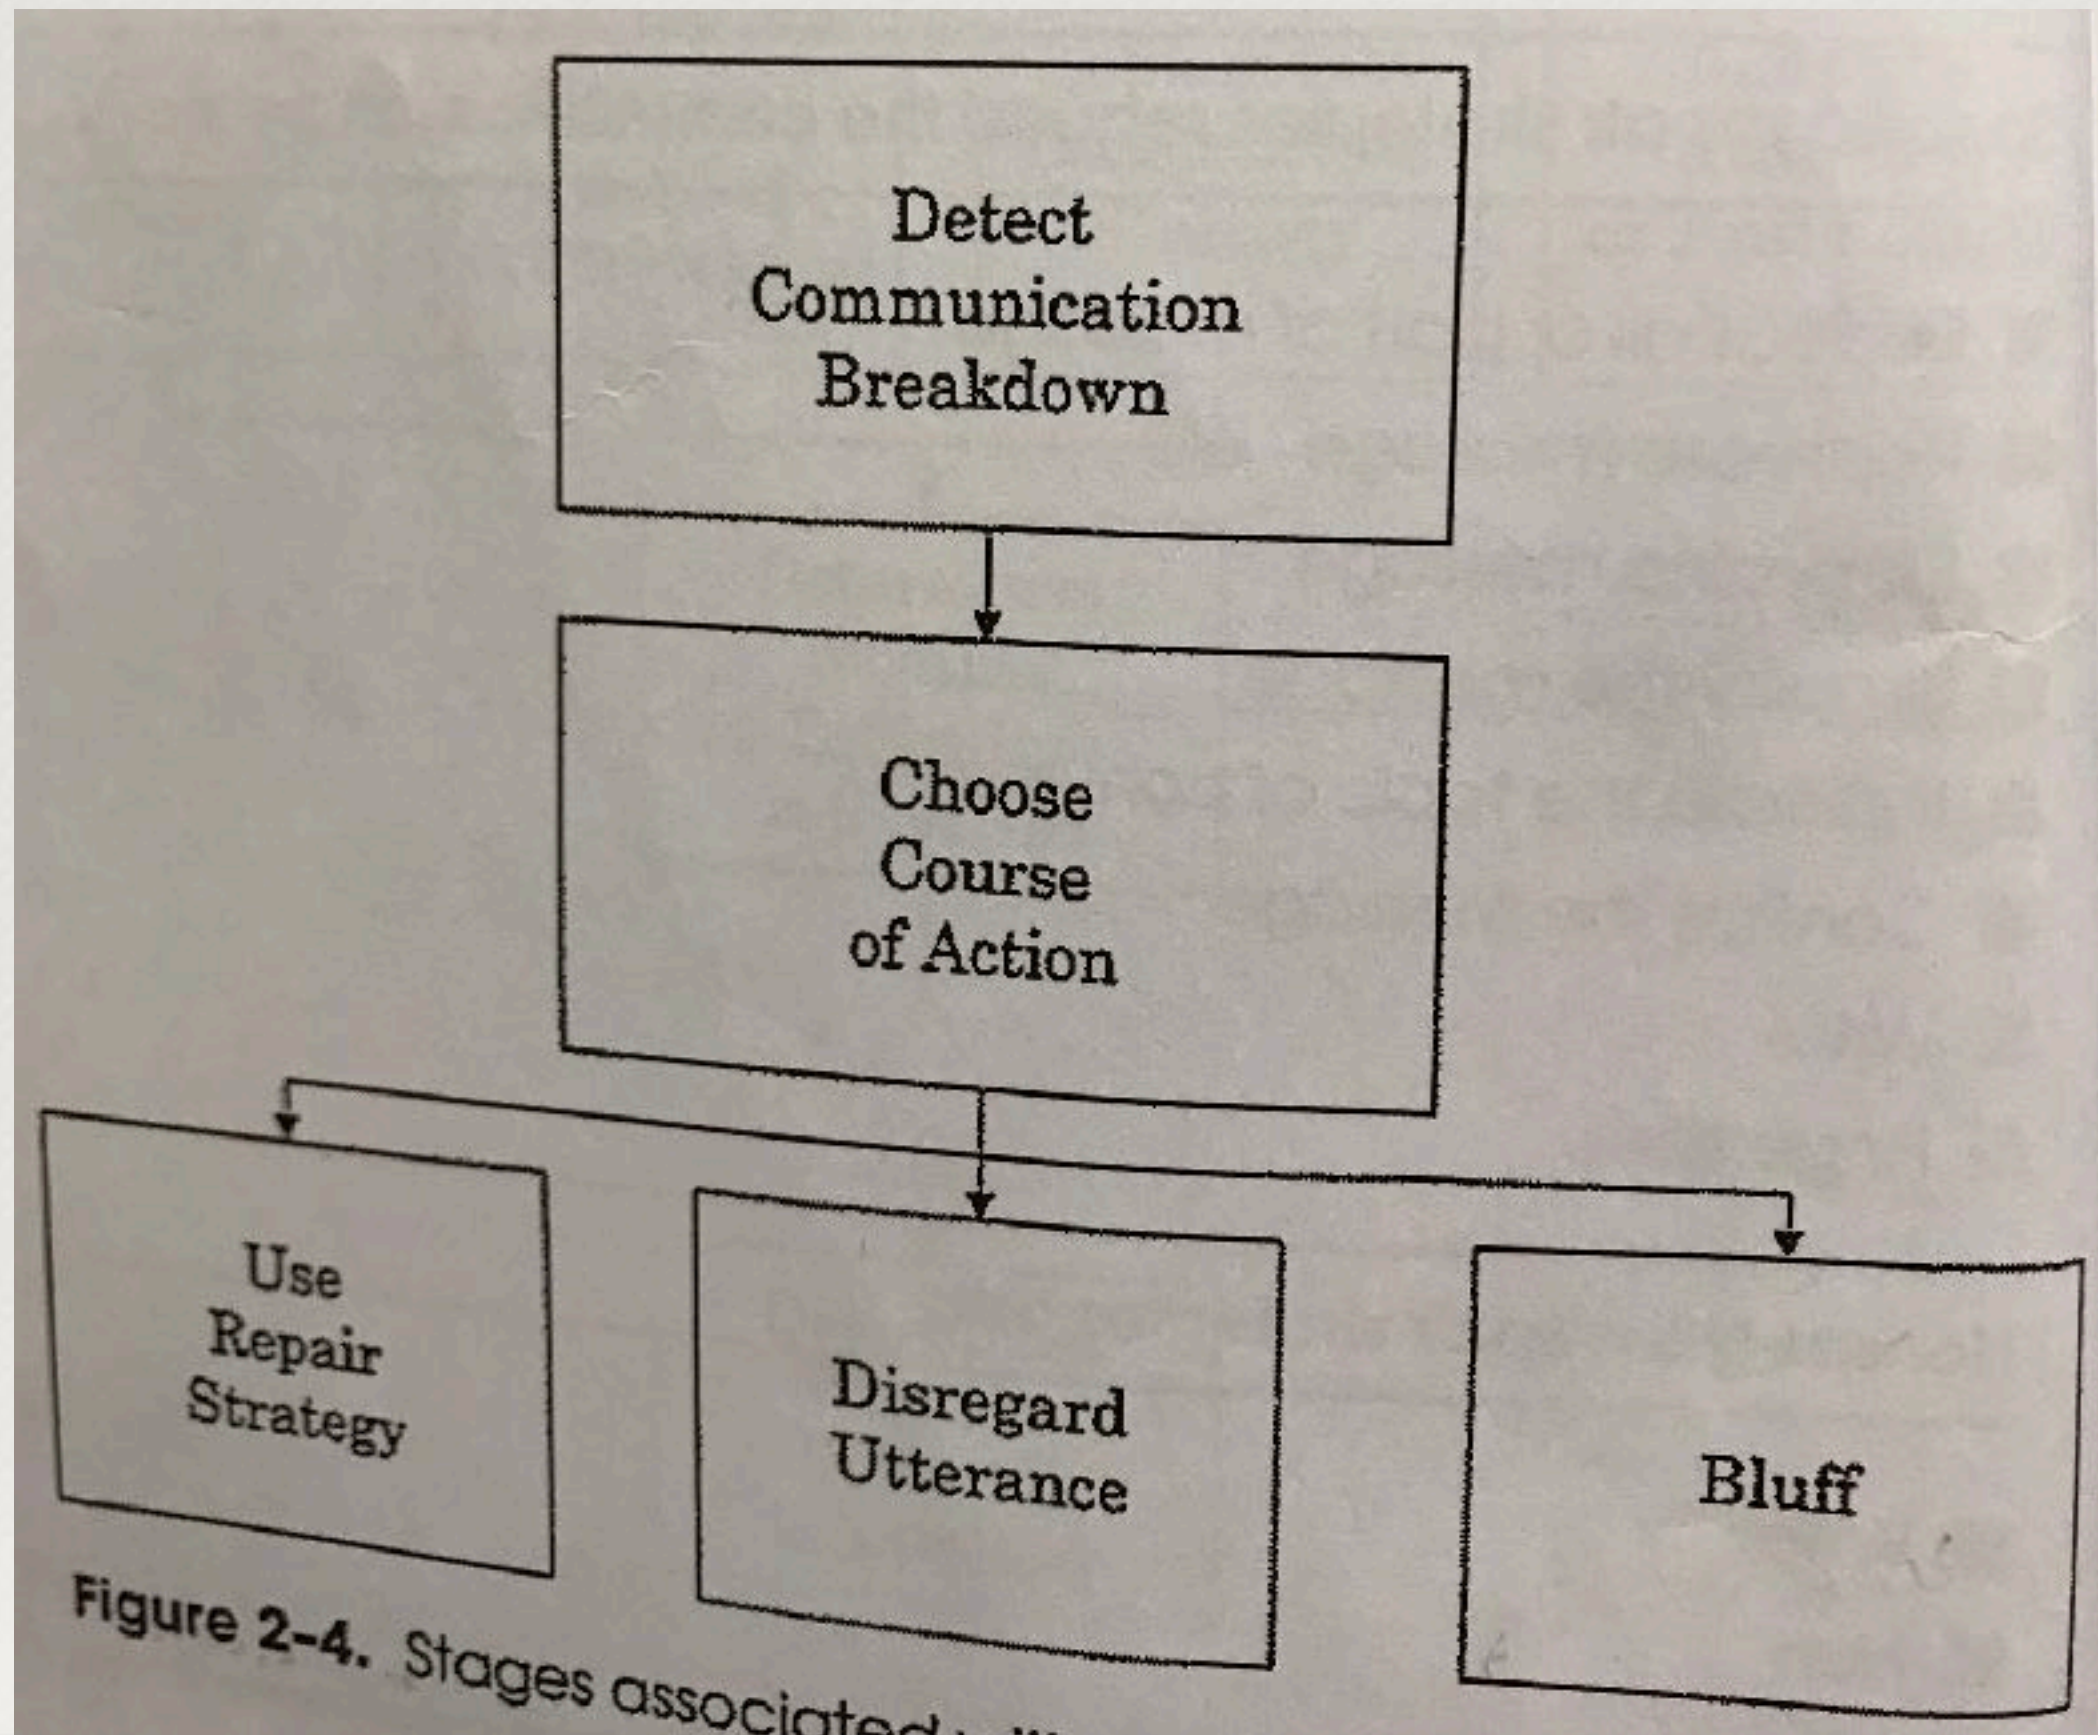 Detect
Communication
Breakdown
Choose
Course
of Action
Use
Repair
Strategy
Disregard
Utterance
Bluff
Figure 2-4. Stages associated